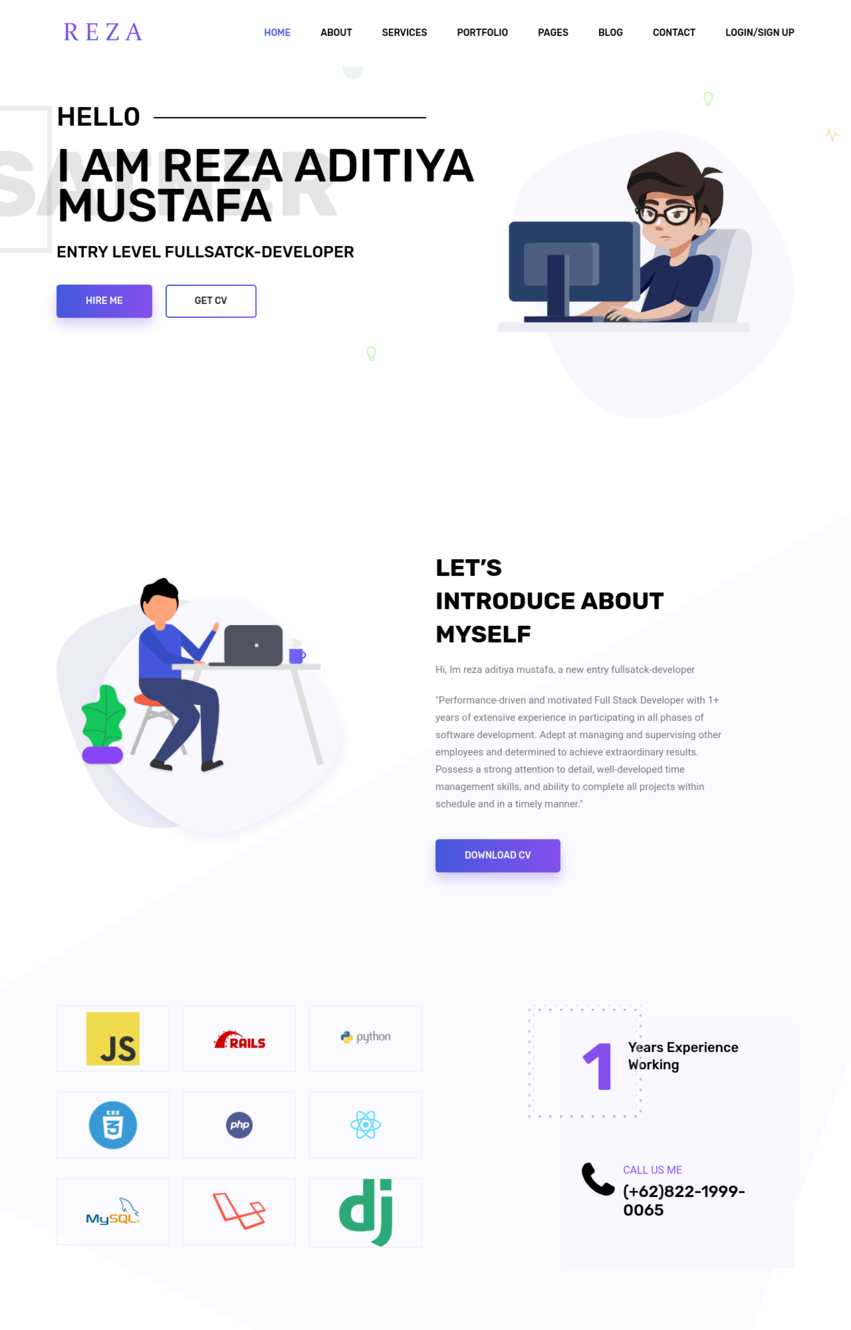 REZA
HOME ABOUT SERVICES PORTFOLIO PAGES BLOG CONTACT LOGIN/SIGN UP
HELLO
I AM REZA ADITIYA
MUSTAFA
ENTRY LEVEL FULLSATCK-DEVELOPER
HIRE ME GET CV
LET'S
INTRODUCE ABOUT
MYSELF
Hi, Im reza aditiya mustafa, a new entry fullsatck-developer
"Performance-driven and motivated Full Stack Developer with 1+
years of extensive experience in participating in all phases of
software development. Adept at managing and supervising other
employees and determined to achieve extraordinary results.
Possess a strong attention to detail, well-developed time
management skills, and ability to complete all projects within
schedule and in a timely manner."
DOWNLOAD CV
JS RAILS python
1 Years Experience
Working
CSS
3 php
MySQL dj
CALL US ME
(+62)822-1999-
0065